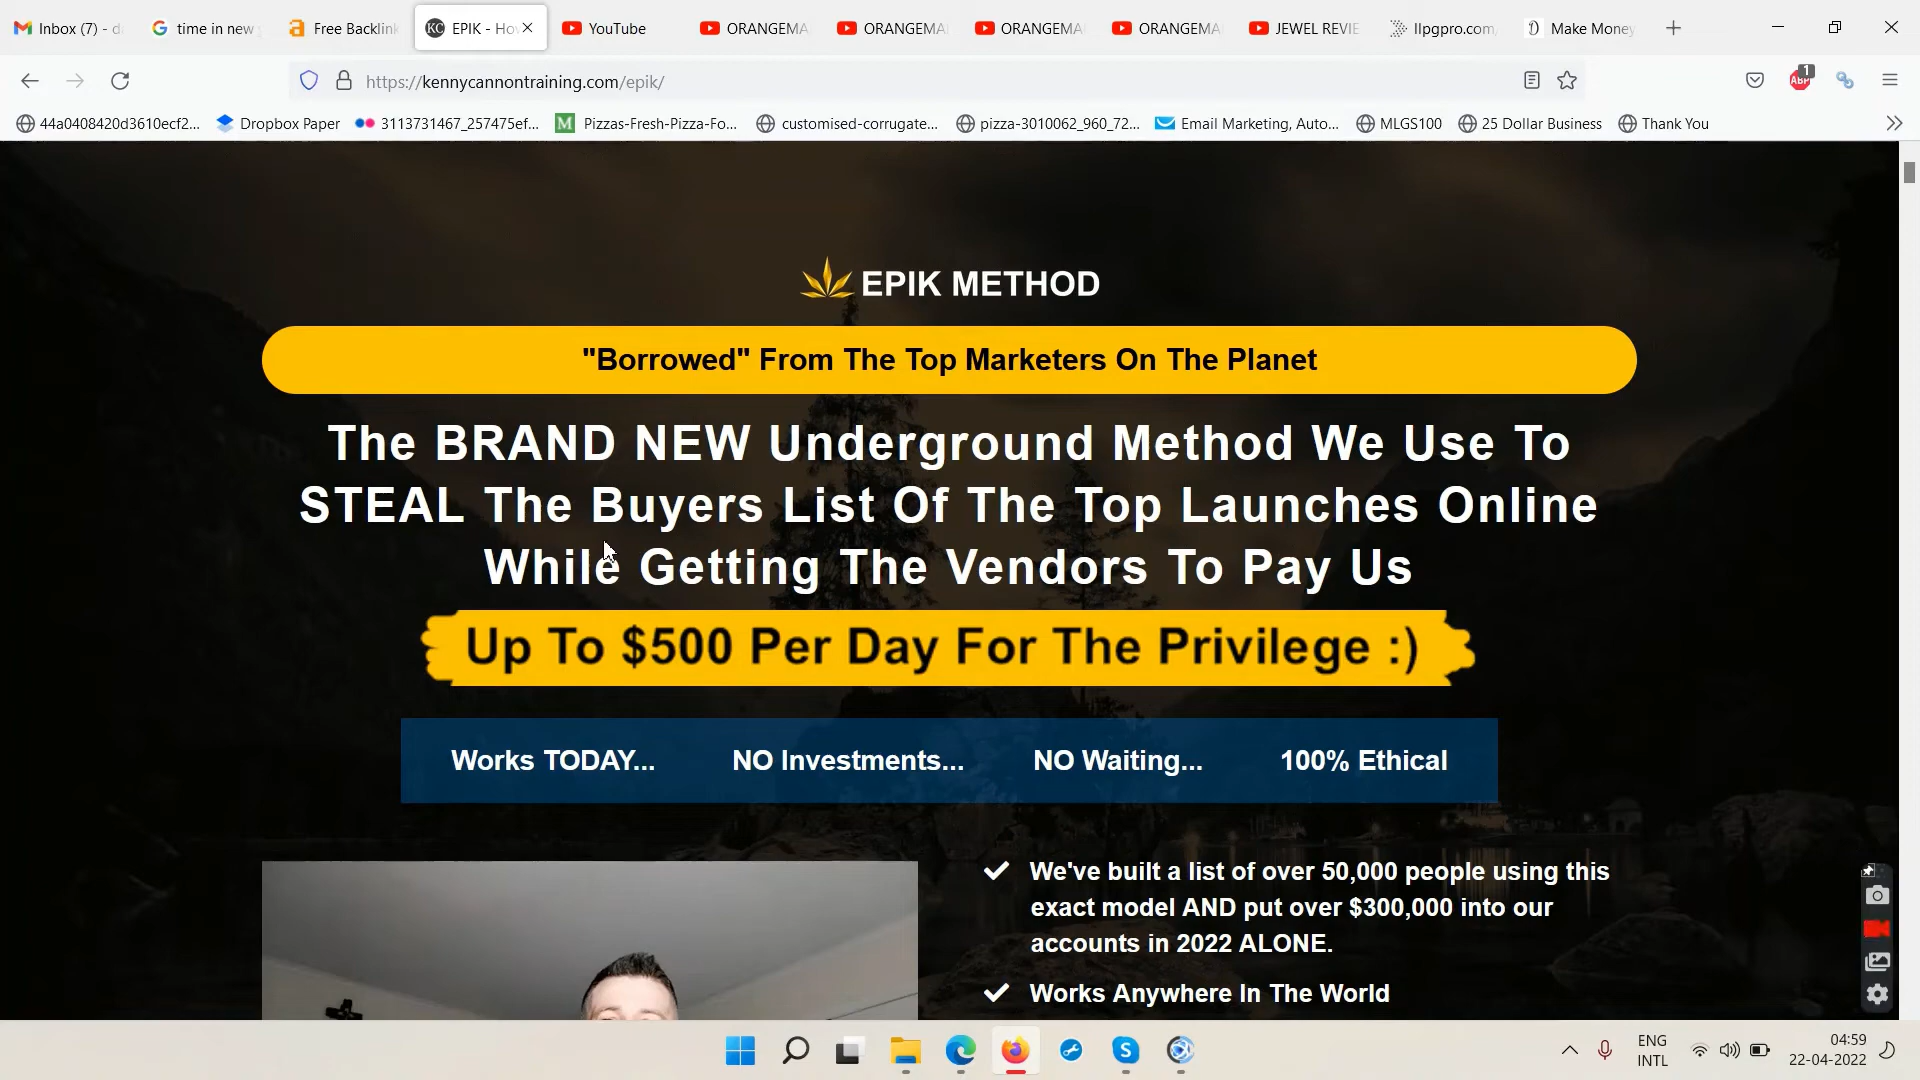 Inbox (7) - d
time in new
Free Backlink
EPIK - Ho
YouTube
ORANGEMA
ORANGEMA
ORANGEMA
ORANGEMA
JEWEL REVIE
llpgpro.com
Make Money
https://kennycannontraining.com/epik/
ABP
1
44a0408420d3610ecf2...
Dropbox Paper
3113731467_257475ef...
Pizzas-Fresh-Pizza-Fo...
customised-corrugate...
pizza-3010062_960_72...
Email Marketing, Auto...
MLGS100
25 Dollar Business
Thank You
EPIK METHOD
"Borrowed" From The Top Marketers On The Planet
The BRAND NEW Underground Method We Use To
STEAL The Buyers List Of The Top Launches Online
While Getting The Vendors To Pay Us
Up To $500 Per Day For The Privilege :)
Works TODAY...
NO Investments...
NO Waiting...
100% Ethical
We've built a list of over 50,000 people using this
exact model AND put over $300,000 into our
accounts in 2022 ALONE.
Works Anywhere In The World
ENG
INTL
04:59
22-04-2022